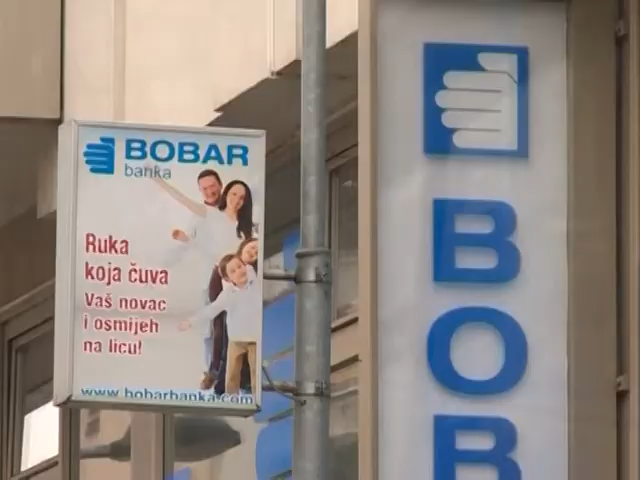 BOBAR
banka
Ruka
koja čuva
Vaš novac
i osmijeh
na licu!
www.bobarbanka.com
BOB